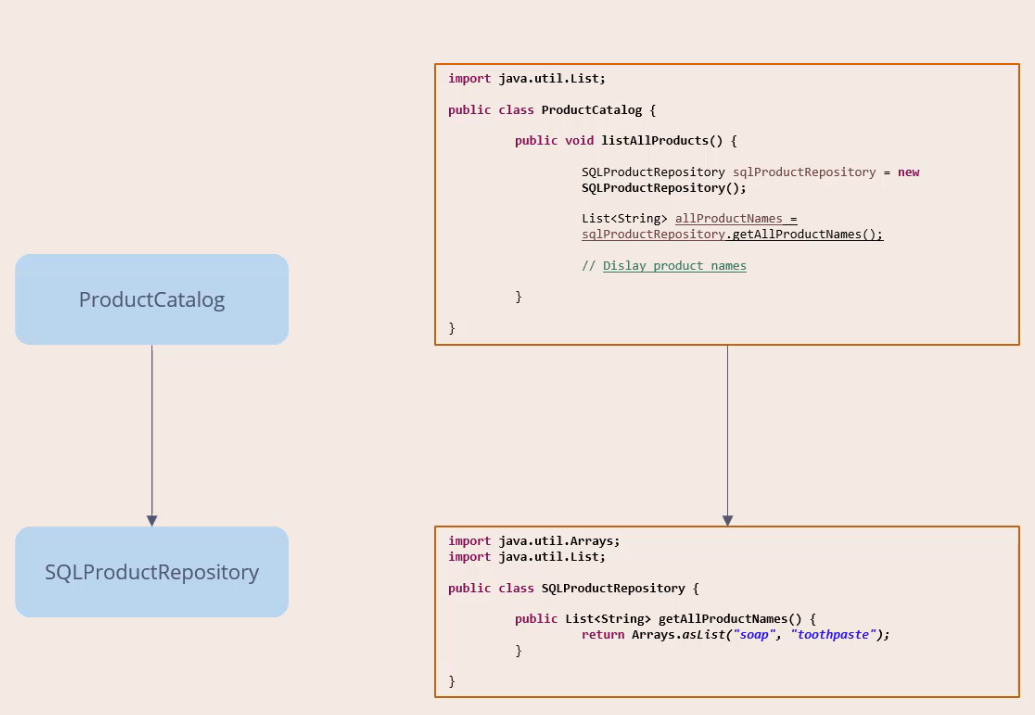 ProductCatalog
SQLProductRepository
import java.util.List;
public class ProductCatalog {
public void listAllProducts() {
SQLProductRepository sqlProductRepository = new
SQLProductRepository();
List<String> allProductNames =
sqlProductRepository.getAllProductNames();
// Dislay product names
}
}
import java.util.Arrays;
import java.util.List;
public class SQLProductRepository {
public List<String> getAllProductNames() {
return Arrays.asList("soap", "toothpaste");
}
}